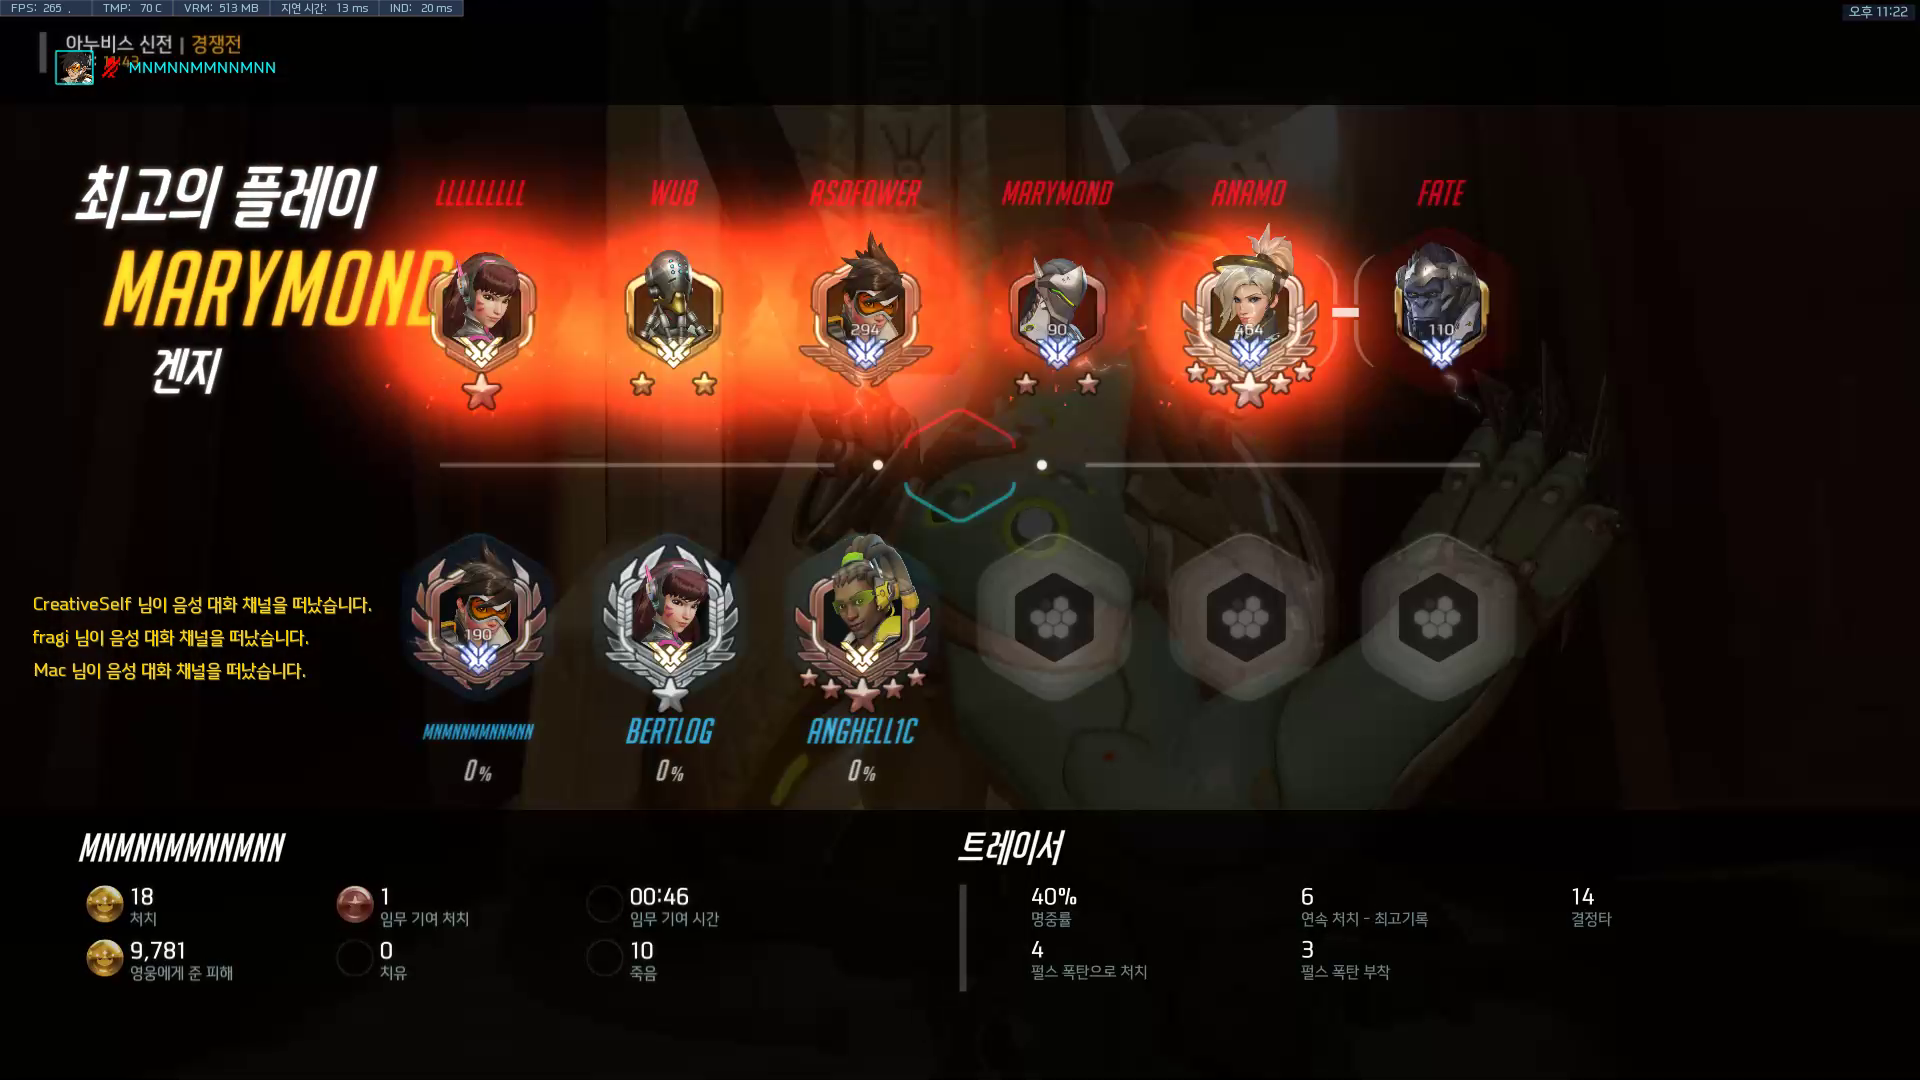 FPS: 265 . TMP: 70 C VRM: 513 MB 지연 시간: 13 ms IND: 20 ms
오후 11:22
아누비스 신전 | 경쟁전
MNMNNMMNNMNN
최고의 플레이
MARYMOND
겐지
LLLLLLLLL WUB ASDFQWER MARYMOND ANAMO FATE
294 90 464 110
CreativeSelf 님이 음성 대화 채널을 떠났습니다.
fragi 님이 음성 대화 채널을 떠났습니다.
Mac 님이 음성 대화 채널을 떠났습니다.
190
MNMNNMMNNMNN BERTLOG ANGHELL1C
0% 0% 0%
MNMNNMMNNMNN
18 1 00:46
처치 임무 기여 처치 임무 기여 시간
9,781 0 10
영웅에게 준 피해 치유 죽음
트레이서
40% 6 14
명중률 연속 처치 - 최고기록 결정타
4 3
펄스 폭탄으로 처치 펄스 폭탄 부착